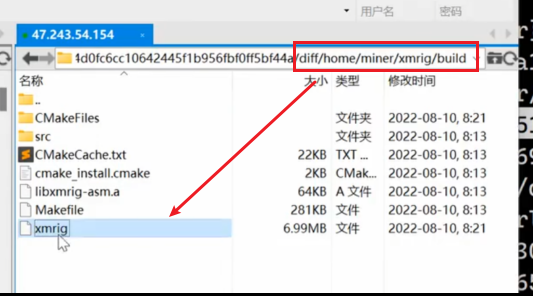 用户名 密码
47.243.54.154
4d0fc6cc10642445f1b956fbf0ff5bf44a/diff/home/miner/xmrig/build
名称 大小 类型 修改时间
..
CMakeFiles 文件夹 2022-08-10, 8:21
src 文件夹 2022-08-10, 8:13
CMakeCache.txt 22KB TXT ... 2022-08-10, 8:13
cmake_install.cmake 2KB CMak... 2022-08-10, 8:13
libxmrig-asm.a 64KB A 文件 2022-08-10, 8:13
Makefile 281KB 文件 2022-08-10, 8:13
xmrig 6.99MB 文件 2022-08-10, 8:21